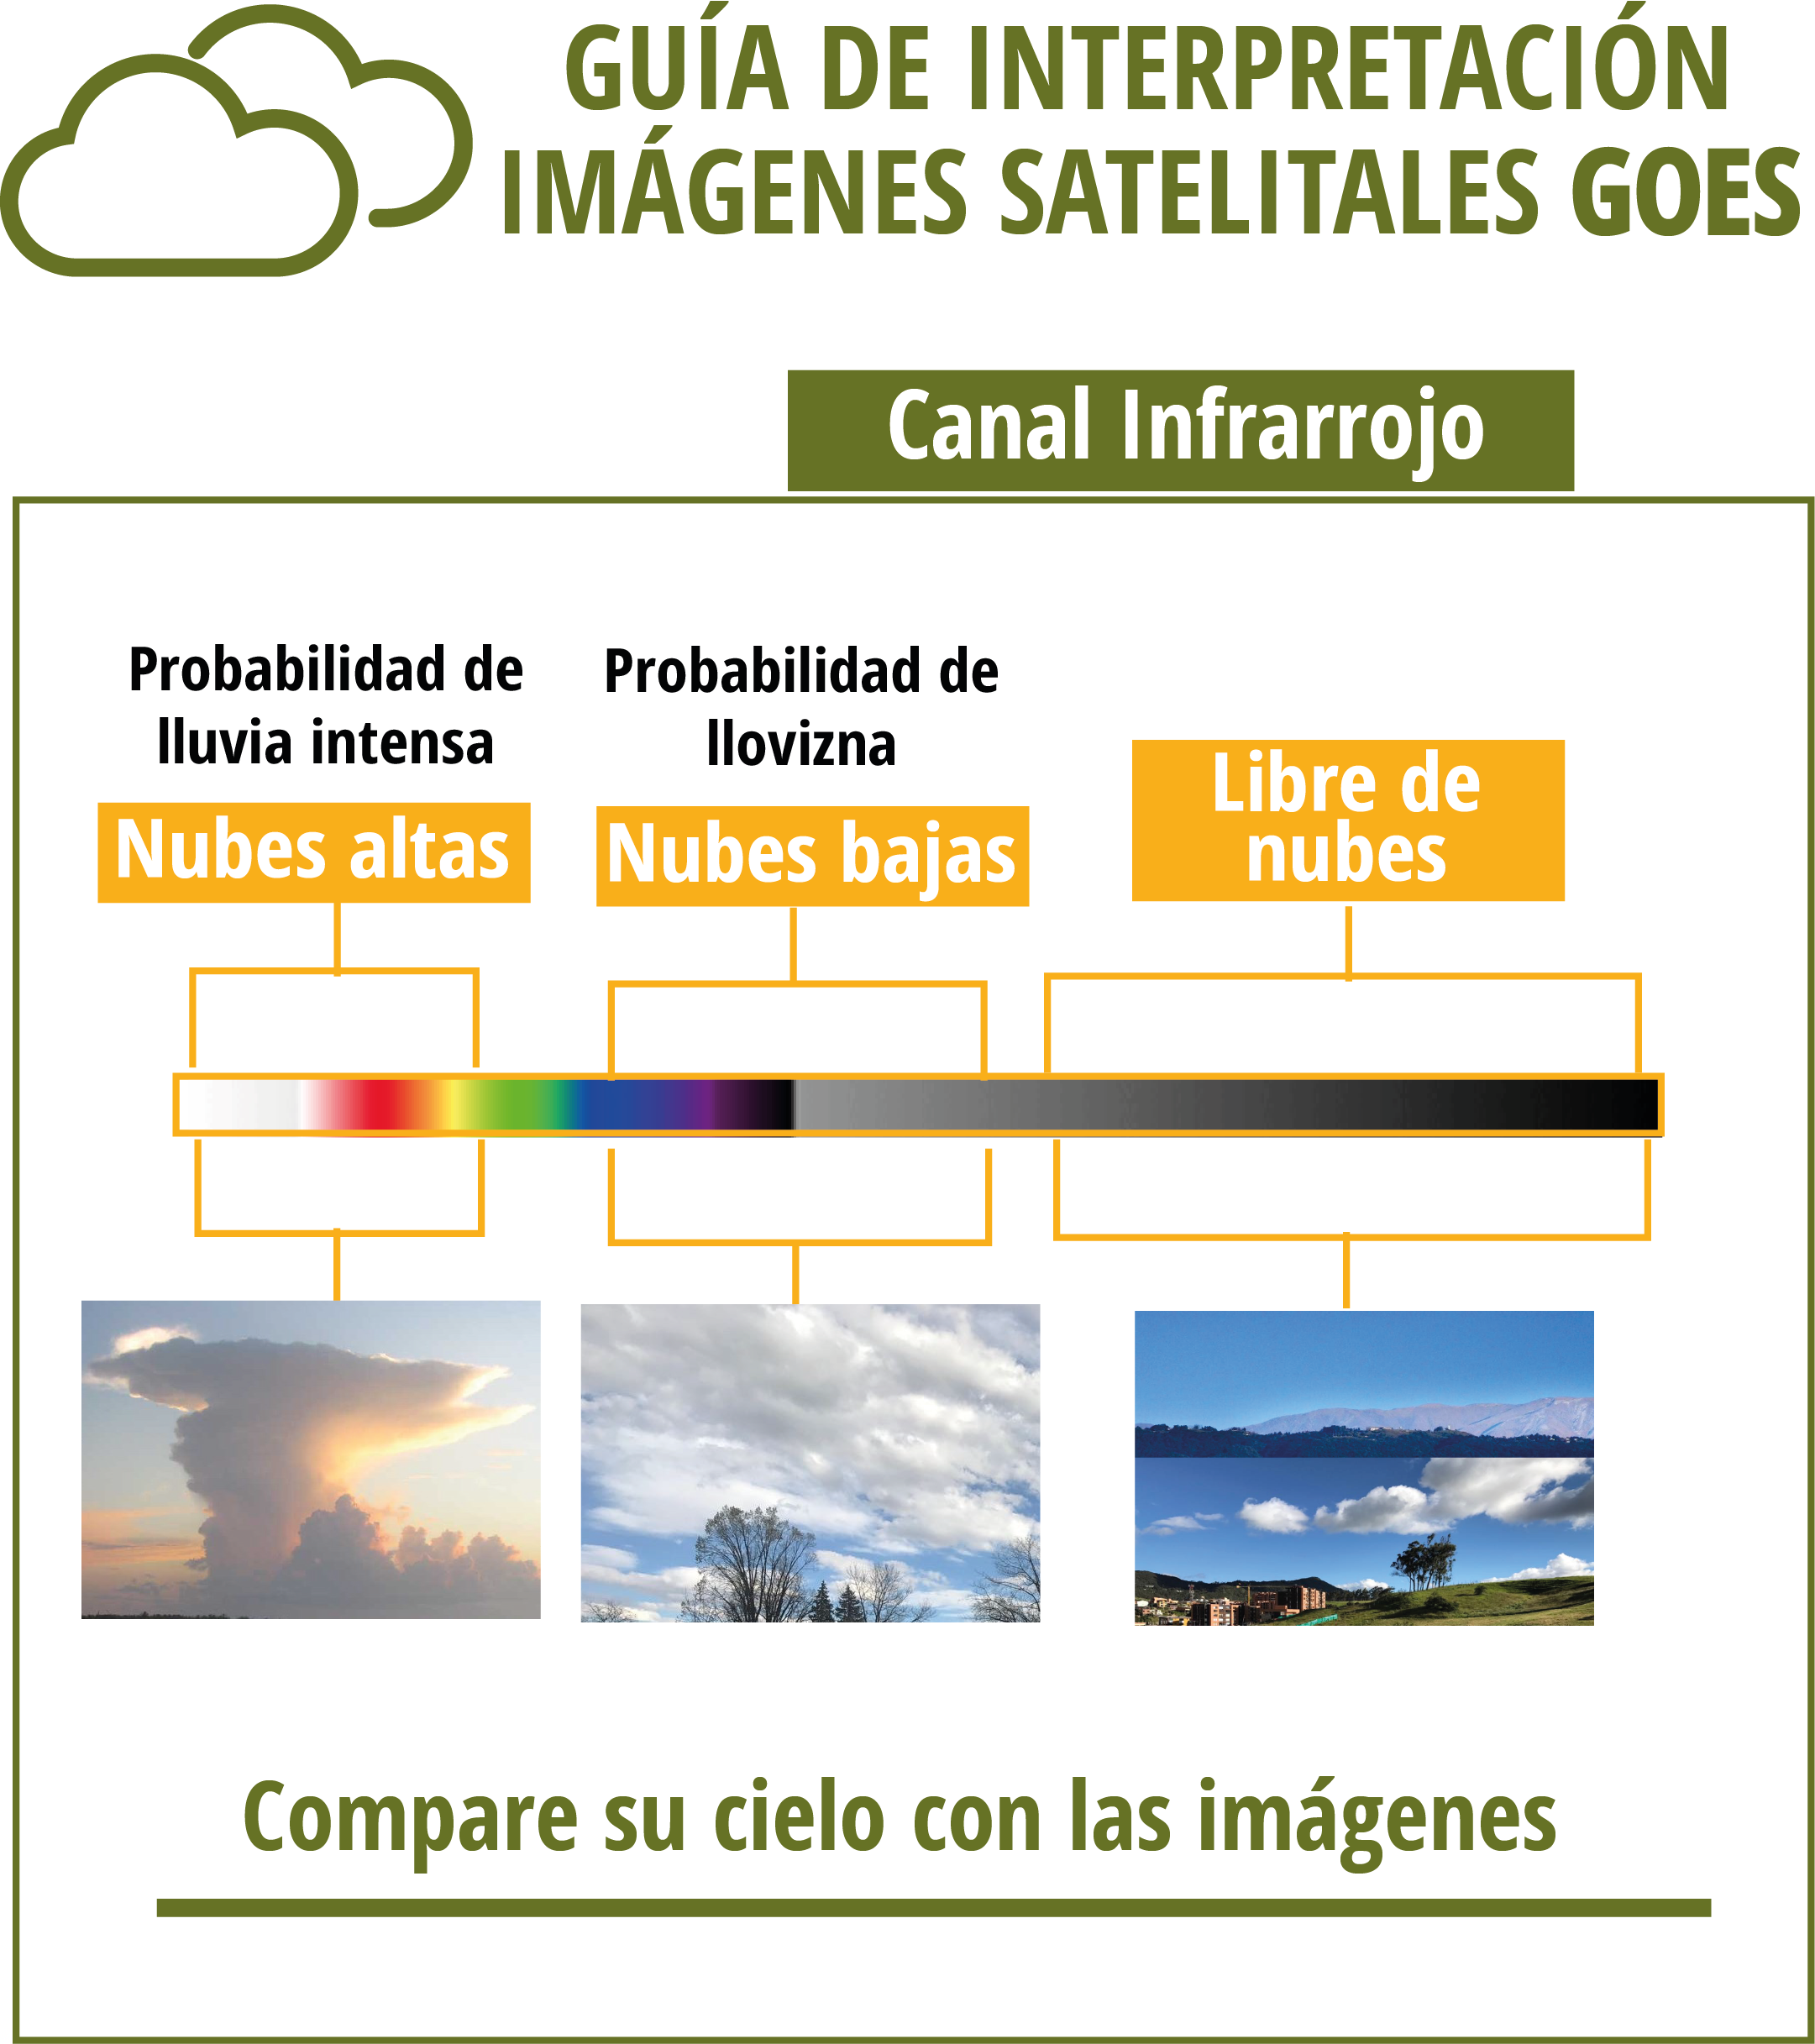 GUÍA DE INTERPRETACIÓN
IMÁGENES SATELITALES GOES
Canal Infrarrojo
Probabilidad de
lluvia intensa
Nubes altas
Probabilidad de
llovizna
Nubes bajas
Libre de
nubes
Compare su cielo con las imágenes